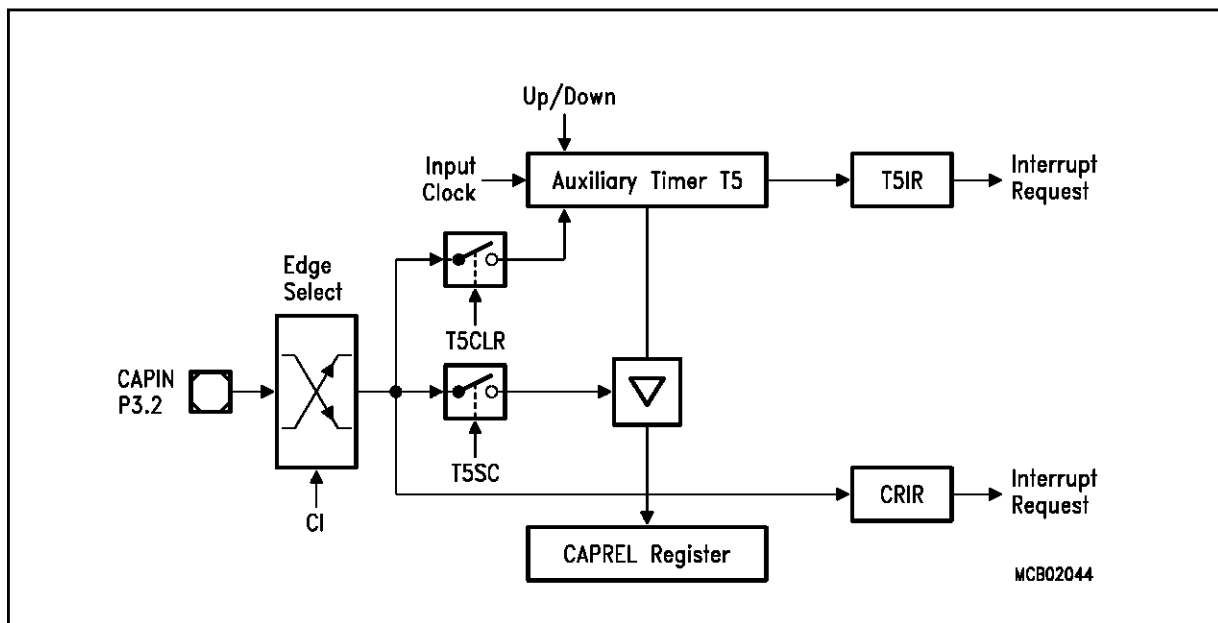 Up/Down
Input
Clock
Auxiliary Timer T5
T5IR
Interrupt
Request
Edge
Select
T5CLR
CAPIN
P3.2
T5SC
CI
CRIR
Interrupt
Request
CAPREL Register
MCB02044